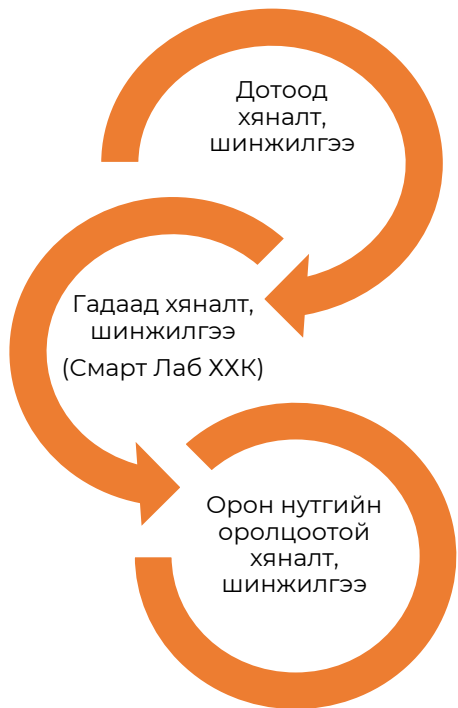 Дотоод
хяналт,
шинжилгээ
Гадаад хяналт,
шинжилгээ
(Смарт Лаб ХХК)
Орон нутгийн
оролцоотой
хяналт,
шинжилгээ